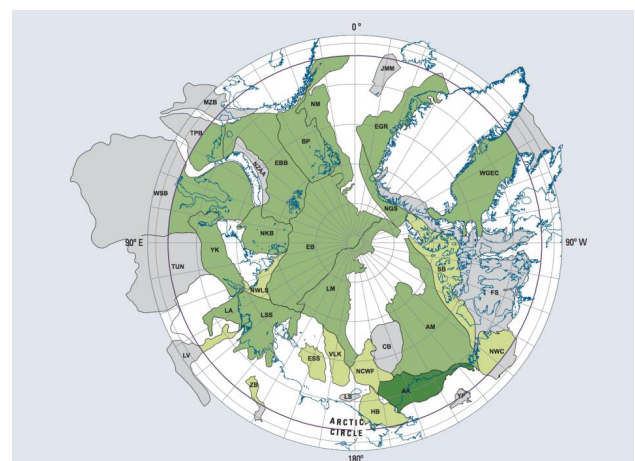 0°
JMM
MZB
NM
TPB
EGR
BP
EBB
NZAA
WGEC
WSB
NGS
NKB
90° E
YK
EB
90° W
SB
TUN
NWLS
FS
LM
LA
LSS
AM
CB
NWC
LV
ESS
VLK
NCWF
ZB
AA
LS
YF
HB
ARCTIC
CIRCLE
180°